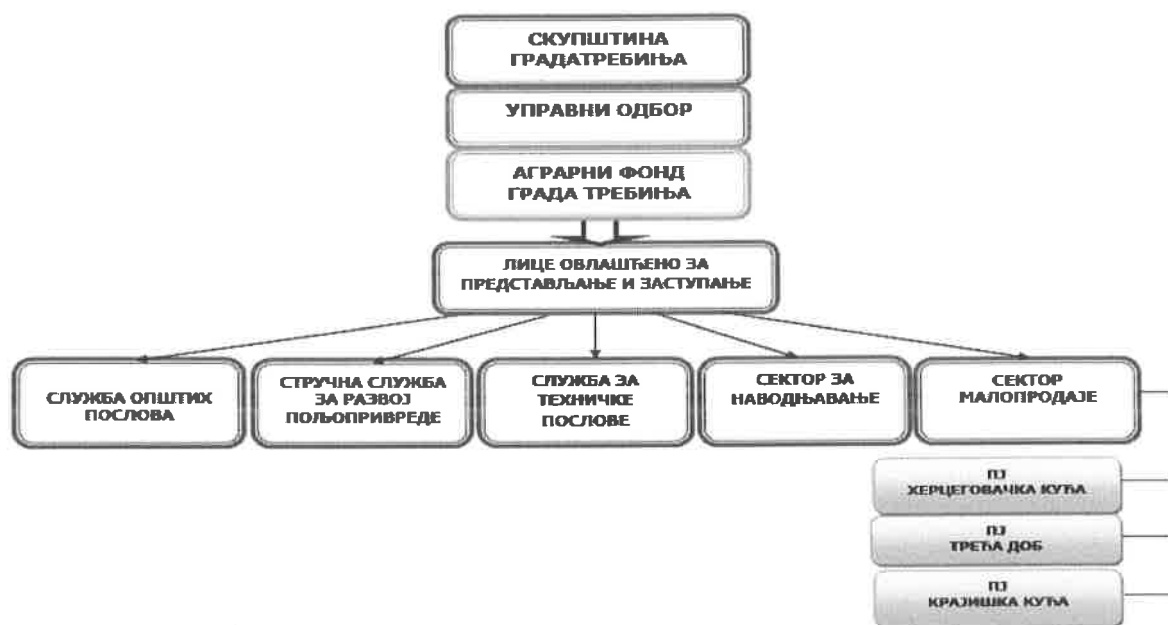 СКУПШТИНА
ГРАДАТРЕБИЊА
УПРАВНИ ОДБОР
АГРАРНИ ФОНД
ГРАДА ТРЕБИЊА
ЛИЦЕ ОВЛАШЋЕНО ЗА
ПРЕДСТАВЉАЊЕ И ЗАСТУПАЊЕ
СЛУЖБА ОПШТИХ
ПОСЛОВА
СТРУЧНА СЛУЖБА
ЗА РАЗВОЈ
ПОЉОПРИВРЕДЕ
СЛУЖБА ЗА
ТЕХНИЧКЕ
ПОСЛОВЕ
СЕКТОР ЗА
НАВОДЊАВАЊЕ
СЕКТОР
МАЛОПРОДАЈЕ
ПЈ
ХЕРЦЕГОВАЧКА КУЋА
ПЈ
ТРЕЋА ДОБ
ПЈ
КРАЈИШКА КУЋА